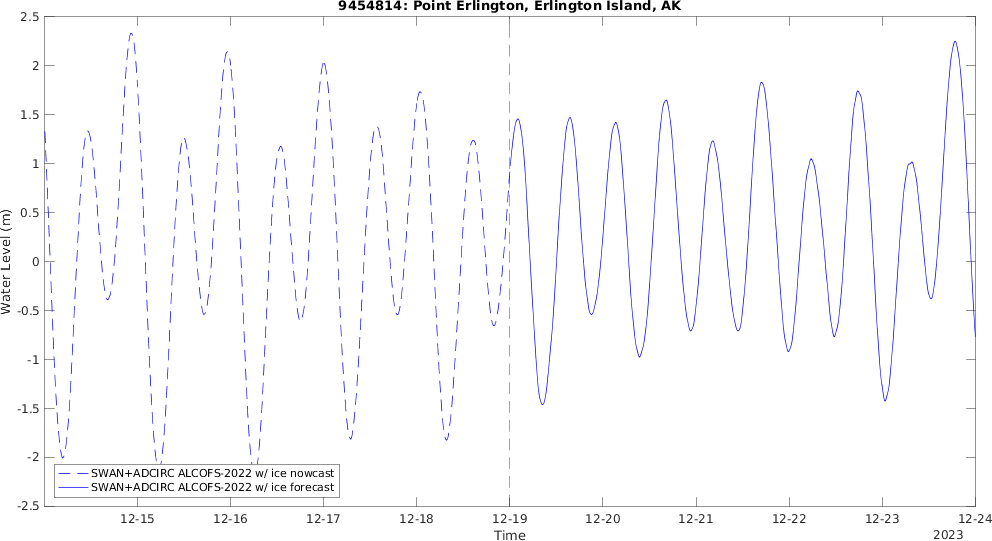 9454814: Point Erlington, Erlington Island, AK
2.5
2
1.5
1
0.5
0
-0.5
-1
-1.5
-2
-2.5
Water Level (m)
SWAN+ADCIRC ALCOFS-2022 w/ ice nowcast
SWAN+ADCIRC ALCOFS-2022 w/ ice forecast
12-15 12-16 12-17 12-18 12-19 12-20 12-21 12-22 12-23 12-24
Time
2023